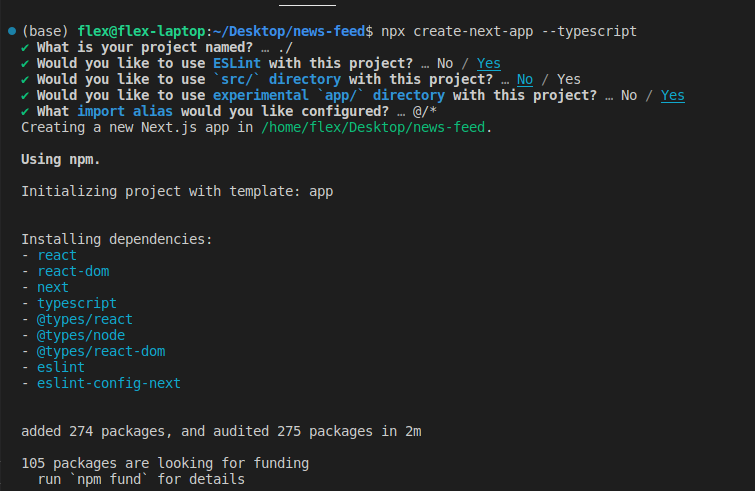 (base) flex@flex-laptop:~/Desktop/news-feed$ npx create-next-app --typescript
✔ What is your project named? … ./
✔ Would you like to use ESLint with this project? … No / Yes
✔ Would you like to use `src/` directory with this project? … No / Yes
✔ Would you like to use experimental `app/` directory with this project? … No / Yes
✔ What import alias would you like configured? … @/*
Creating a new Next.js app in /home/flex/Desktop/news-feed.
Using npm.
Initializing project with template: app
Installing dependencies:
- react
- react-dom
- next
- typescript
- @types/react
- @types/node
- @types/react-dom
- eslint
- eslint-config-next
added 274 packages, and audited 275 packages in 2m
105 packages are looking for funding
run `npm fund` for details